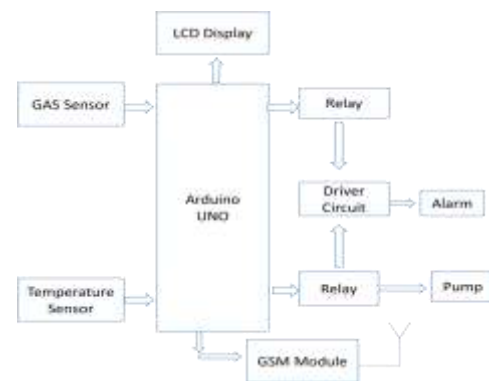 LCD Display
GAS Sensor
Relay
Arduino
UNO
Driver
Circuit
Alarm
Temperature
Sensor
Relay
Pump
GSM Module